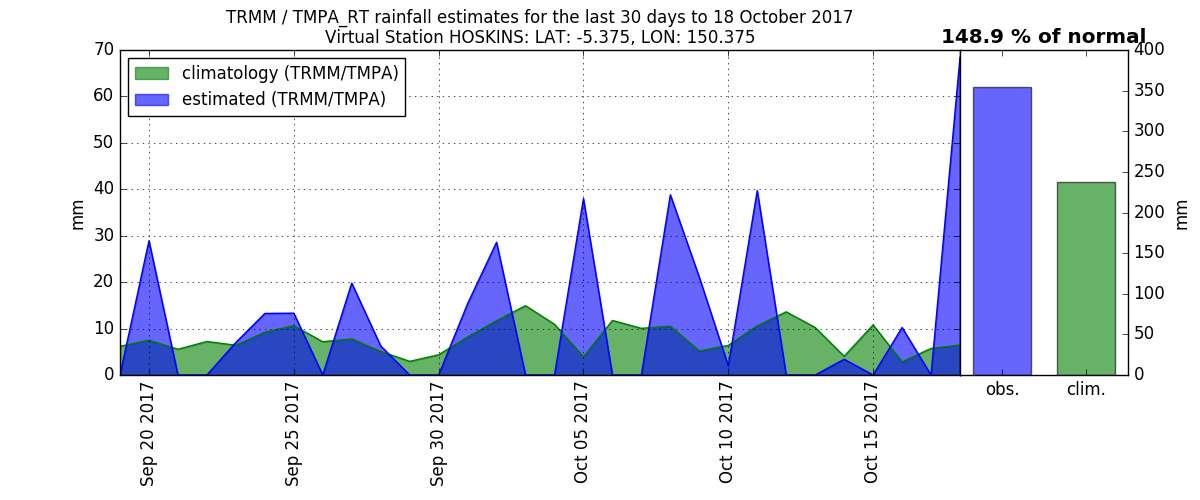 TRMM / TMPA_RT rainfall estimates for the last 30 days to 18 October 2017
Virtual Station HOSKINS: LAT: -5.375, LON: 150.375
148.9 % of normal
climatology (TRMM/TMPA)
estimated (TRMM/TMPA)
70
60
50
40
30
20
10
0
mm
Sep 20 2017
Sep 25 2017
Sep 30 2017
Oct 05 2017
Oct 10 2017
Oct 15 2017
obs.
clim.
400
350
300
250
200
150
100
50
0
mm